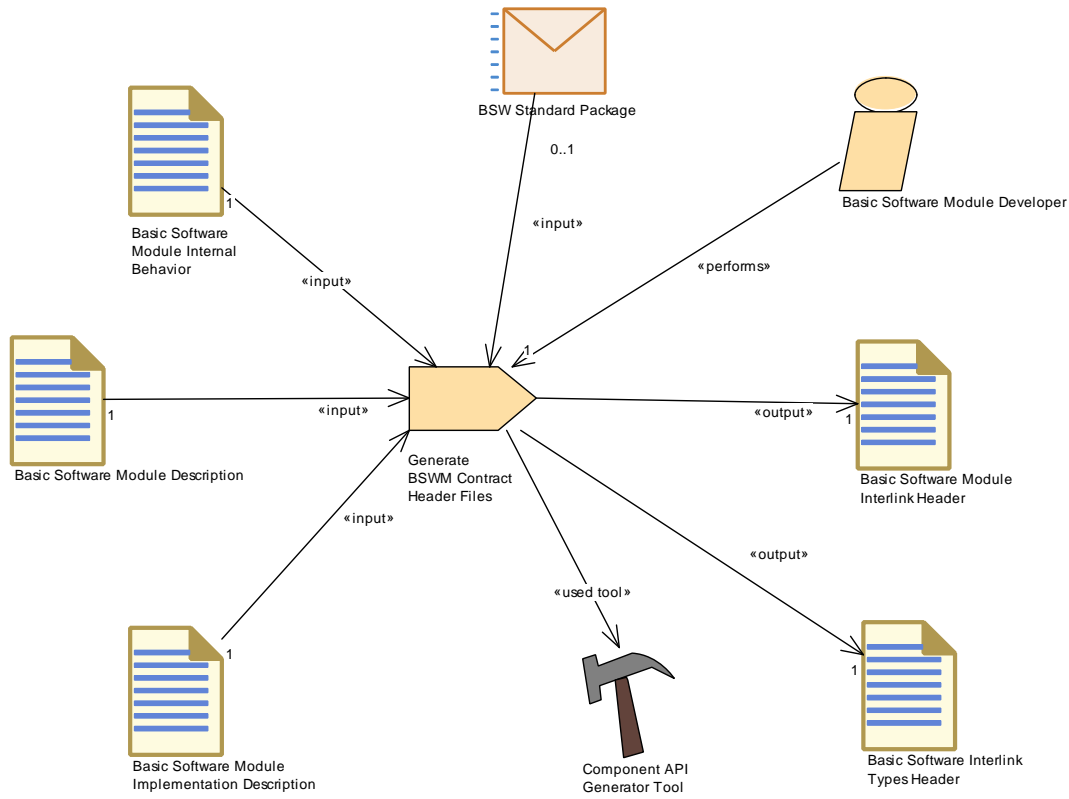 BSW Standard Package
0..1
«input»
Basic Software Module Developer
«performs»
1
1
Basic Software
Module Internal
Behavior
«input»
1
«input»
Basic Software Module Description
Generate
BSWM Contract
Header Files
«output»
1
Basic Software Module
Interlink Header
«input»
1
Basic Software Module
Implementation Description
«used tool»
Component API
Generator Tool
«output»
1
Basic Software Interlink
Types Header